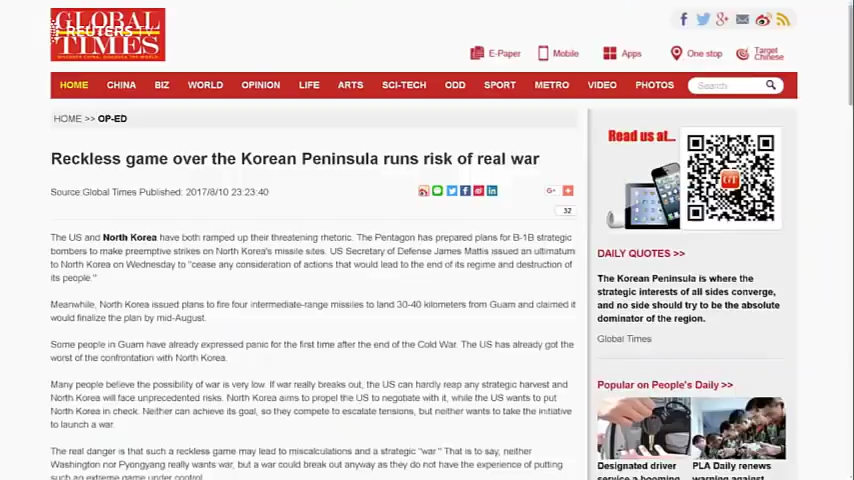 GLOBAL
REUTERS TV
TIMES
DISCOVER CHINA, DISCOVER THE WORLD
E-Paper Mobile Apps One stop Target
Chinese
HOME CHINA BIZ WORLD OPINION LIFE ARTS SCI-TECH ODD SPORT METRO VIDEO PHOTOS Search
HOME >> OP-ED
Reckless game over the Korean Peninsula runs risk of real war
Source:Global Times Published: 2017/8/10 23:23:40
G+
32
The US and North Korea have both ramped up their threatening rhetoric. The Pentagon has prepared plans for B-1B strategic
bombers to make preemptive strikes on North Korea's missile sites. US Secretary of Defense James Mattis issued an ultimatum
to North Korea on Wednesday to "cease any consideration of actions that would lead to the end of its regime and destruction of
its people."
Meanwhile, North Korea issued plans to fire four intermediate-range missiles to land 30-40 kilometers from Guam and claimed it
would finalize the plan by mid-August.
Some people in Guam have already expressed panic for the first time after the end of the Cold War. The US has already got the
worst of the confrontation with North Korea.
Many people believe the possibility of war is very low. If war really breaks out, the US can hardly reap any strategic harvest and
North Korea will face unprecedented risks. North Korea aims to propel the US to negotiate with it, while the US wants to put
North Korea in check. Neither can achieve its goal, so they compete to escalate tensions, but neither wants to take the initiative
to launch a war.
The real danger is that such a reckless game may lead to miscalculations and a strategic "war." That is to say, neither
Washington nor Pyongyang really wants war, but a war could break out anyway as they do not have the experience of putting
such an extreme game under control.
Read us at...
GT
DAILY QUOTES >>
The Korean Peninsula is where the
strategic interests of all sides converge,
and no side should try to be the absolute
dominator of the region.
Global Times
Popular on People's Daily >>
Designated driver
service a booming
PLA Daily renews
warning against